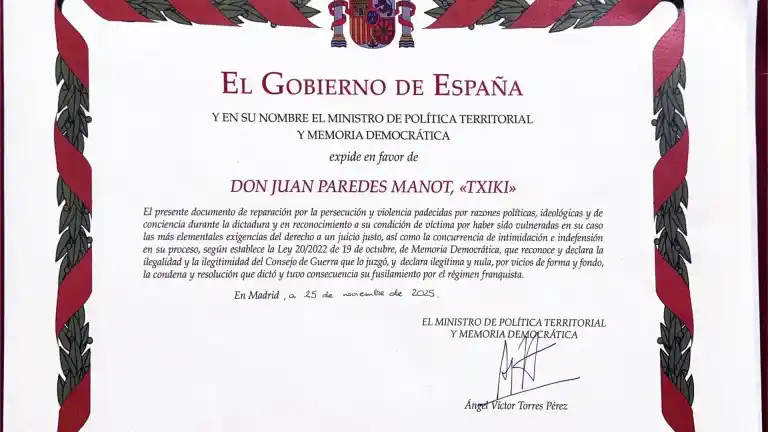 EL GOBIERNO DE ESPAÑA
Y EN SU NOMBRE EL MINISTRO DE POLÍTICA TERRITORIAL
Y MEMORIA DEMOCRÁTICA
expide en favor de
DON JUAN PAREDES MANOT, «TXIKI»
El presente documento de reparación por la persecución y violencia padecidas por razones políticas, ideológicas y de
conciencia durante la dictadura y en reconocimiento a su condición de víctima por haber sido vulneradas en su caso
las más elementales exigencias del derecho a un juicio justo, así como la concurrencia de intimidación e indefensión
en su proceso, según establece la Ley 20/2022 de 19 de octubre, de Memoria Democrática, que reconoce y declara la
ilegalidad y la ilegitimidad del Consejo de Guerra que lo juzgó, y declara ilegítima y nula, por vicios de forma y fondo,
la condena y resolución que dictó y tuvo consecuencia su fusilamiento por el régimen franquista.
En Madrid, a 25 de noviembre de 2025.
EL MINISTRO DE POLÍTICA TERRITORIAL
Y MEMORIA DEMOCRÁTICA
Ángel Víctor Torres Pérez